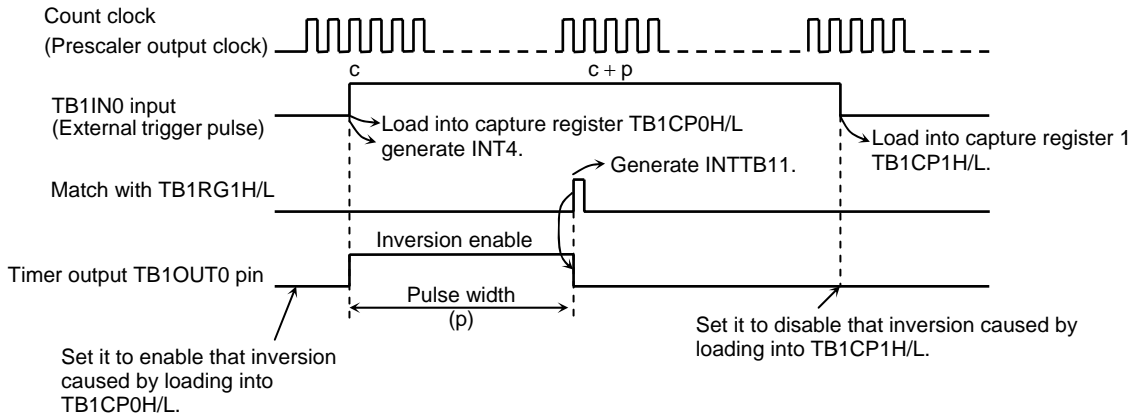 Count clock
(Prescaler output clock)
c
c + p
TB1IN0 input
(External trigger pulse)
Load into capture register TB1CP0H/L
generate INT4.
Load into capture register 1
TB1CP1H/L.
Generate INTTB11.
Match with TB1RG1H/L
Inversion enable
Timer output TB1OUT0 pin
Pulse width
(p)
Set it to enable that inversion
caused by loading into
TB1CP0H/L.
Set it to disable that inversion caused by
loading into TB1CP1H/L.